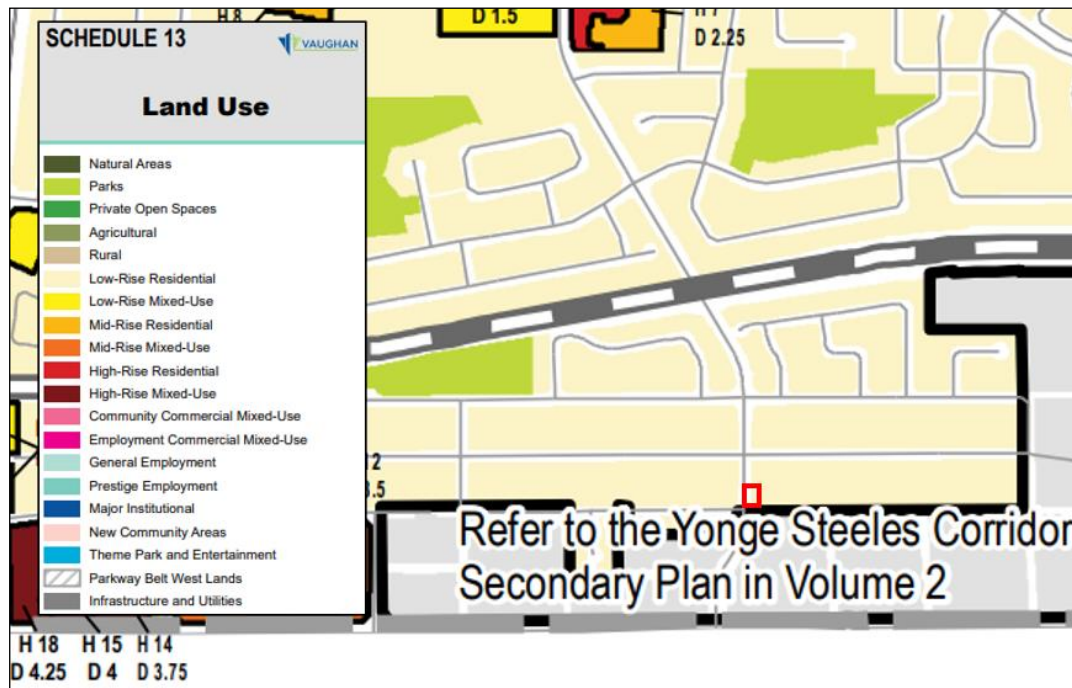 H 8
D 1.5
D 2.25
SCHEDULE 13
VAUGHAN
Land Use
Natural Areas
Parks
Private Open Spaces
Agricultural
Rural
Low-Rise Residential
Low-Rise Mixed-Use
Mid-Rise Residential
Mid-Rise Mixed-Use
High-Rise Residential
High-Rise Mixed-Use
Community Commercial Mixed-Use
Employment Commercial Mixed-Use
General Employment
Prestige Employment
Major Institutional
New Community Areas
Theme Park and Entertainment
Parkway Belt West Lands
Infrastructure and Utilities
Refer to the Yonge Steeles Corridor
Secondary Plan in Volume 2
H 18 H 15 H 14
D 4.25 D 4 D 3.75